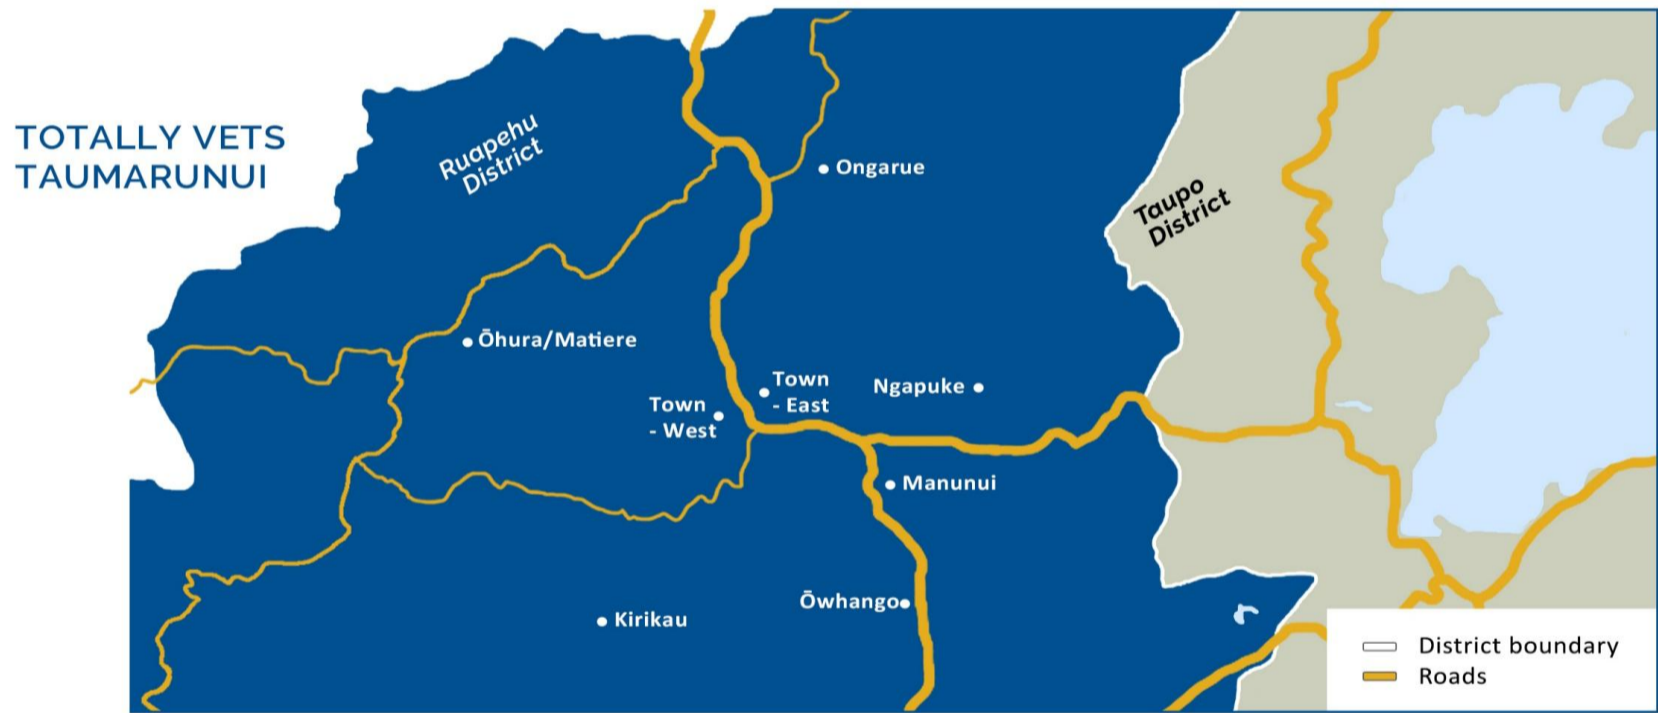 TOTALLY VETS
TAUMARUNUI
Ruapehu
District
Ongarue
Taupo
District
Ōhura/Matiere
Town
- East
Ngapuke
Town
- West
Manunui
Ōwhango
Kirikau
District boundary
Roads